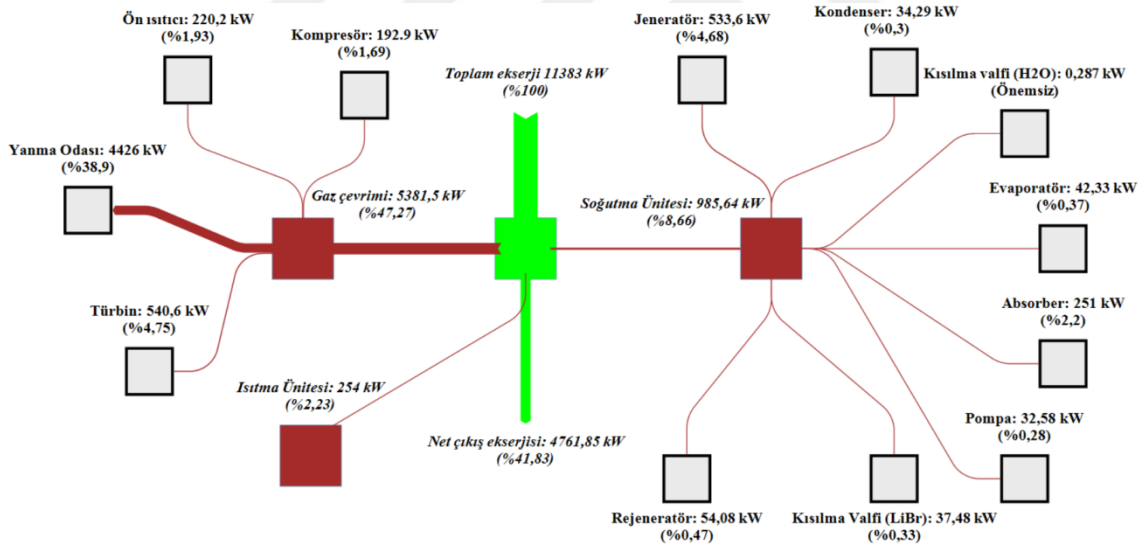 Ön ısıtıcı: 220,2 kW
(%1,93)
Kompresör: 192.9 kW
(%1,69)
Toplam ekserji 11383 kW
(%100)
Jeneratör: 533,6 kW
(%4,68)
Kondenser: 34,29 kW
(%0,3)
Kısılma valfi (H2O): 0,287 kW
(Önemsiz)
Yanma Odası: 4426 kW
(%38,9)
Gaz çevrimi: 5381,5 kW
(%47,27)
Soğutma Ünitesi: 985,64 kW
(%8,66)
Evaporatör: 42,33 kW
(%0,37)
Türbin: 540,6 kW
(%4,75)
Absorber: 251 kW
(%2,2)
Isıtma Ünitesi: 254 kW
(%2,23)
Net çıkış ekserjisi: 4761,85 kW
(%41,83)
Pompa: 32,58 kW
(%0,28)
Rejeneratör: 54,08 kW
(%0,47)
Kısılma Valfi (LiBr): 37,48 kW
(%0,33)